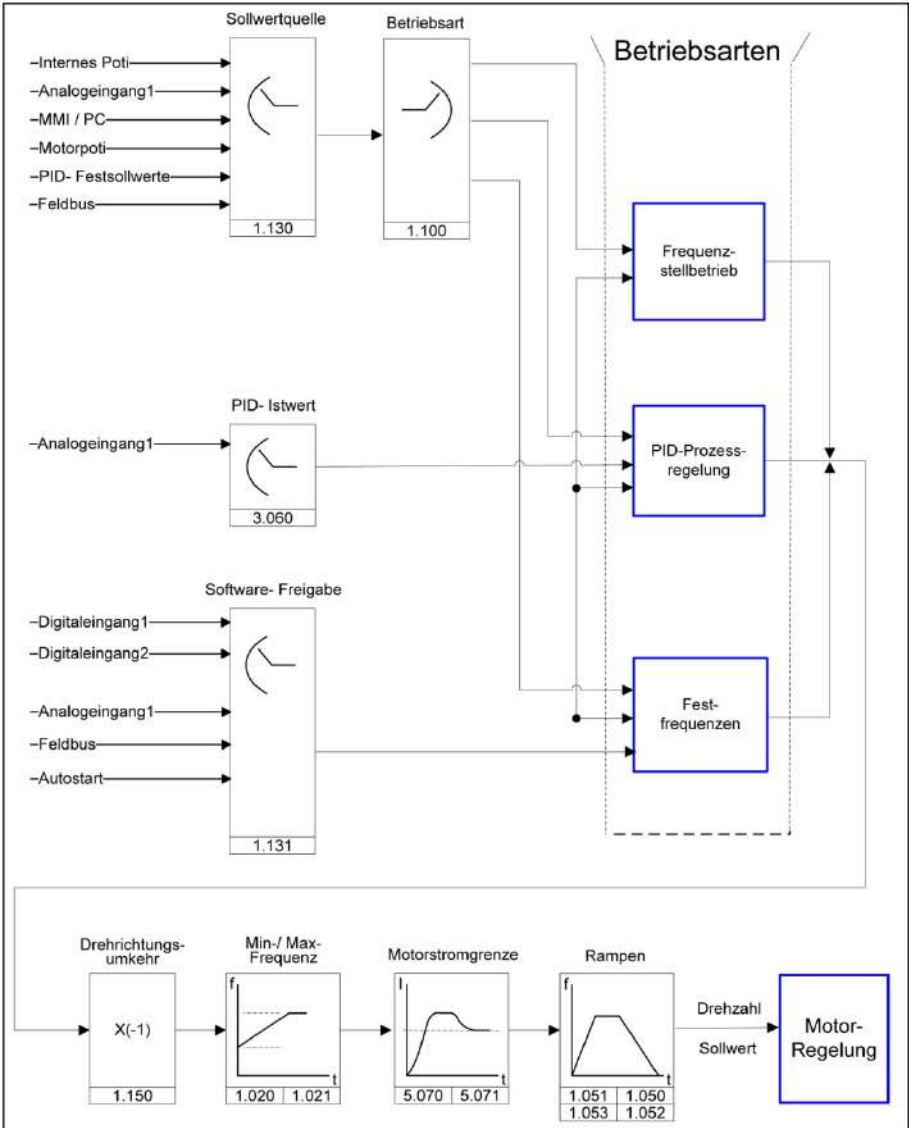 Sollwertquelle
Betriebsart
Betriebsarten
–Internes Poti
–Analogeingang1
–MMI / PC
–Motorpoti
–PID- Festsollwerte
–Feldbus
1.130
1.100
Frequenz-
stellbetrieb
PID- Istwert
–Analogeingang1
3.060
PID-Prozess-
regelung
Software- Freigabe
–Digitaleingang1
–Digitaleingang2
–Analogeingang1
–Feldbus
–Autostart
1.131
Fest-
frequenzen
Drehrichtungs-
umkehr
X(-1)
1.150
Min-/ Max-
Frequenz
f
t
1.020 1.021
Motorstromgrenze
I
t
5.070 5.071
Rampen
f
t
1.051 1.050
1.053 1.052
Drehzahl
Sollwert
Motor-
Regelung